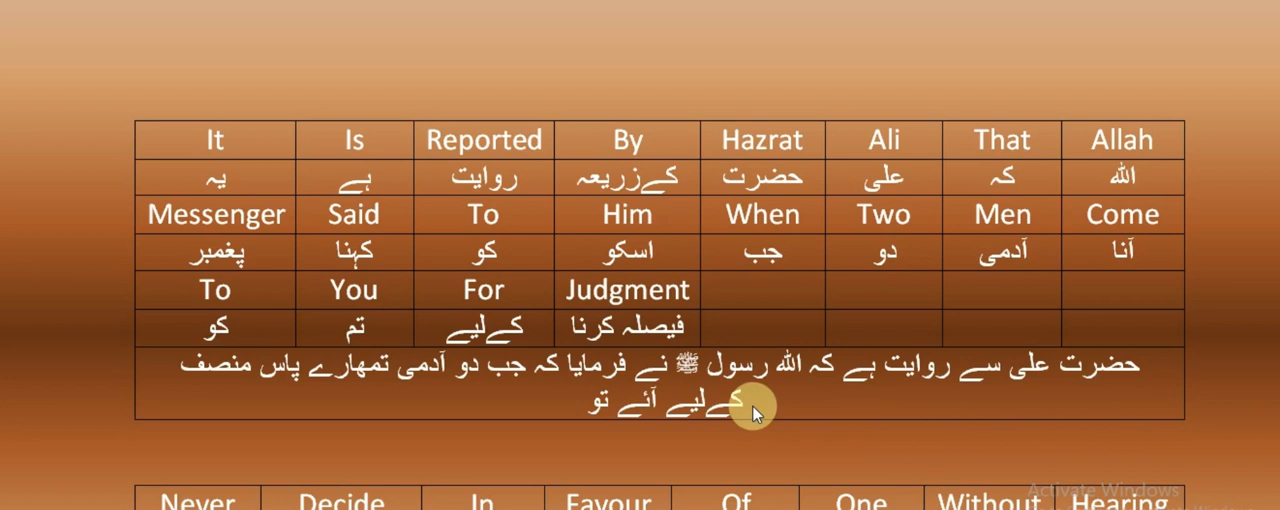 It Is Reported By Hazrat Ali That Allah
یہ ہے روایت کےزریعہ حضرت علی کہ اللہ
Messenger Said To Him When Two Men Come
پغمبر کہنا کو اسکو جب دو آدمی آنا
To You For Judgment
کو تم کےلیے فیصلہ کرنا
حضرت علی سے روایت ہے کہ اللہ رسول ﷺ نے فرمایا کہ جب دو آدمی تمھارے پاس منصف
کےلیے آئے تو
Never Decide In Favour Of One Without Hearing
Activate Windows